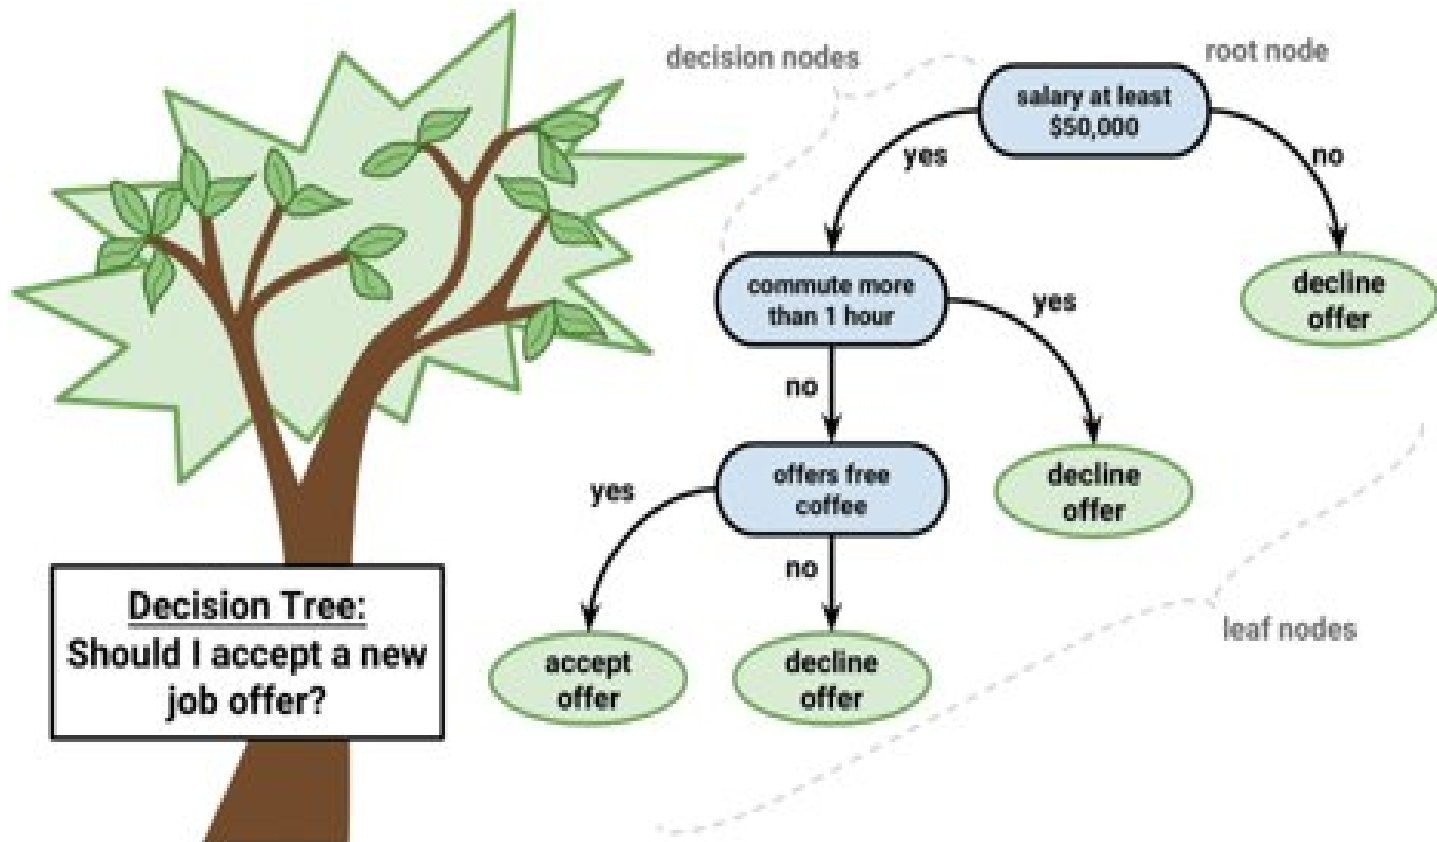 decision nodes
root node
salary at least
$50,000
yes
no
commute more
than 1 hour
decline
offer
yes
no
offers free
coffee
decline
offer
yes
no
Decision Tree:
Should I accept a new
job offer?
accept
offer
decline
offer
leaf nodes